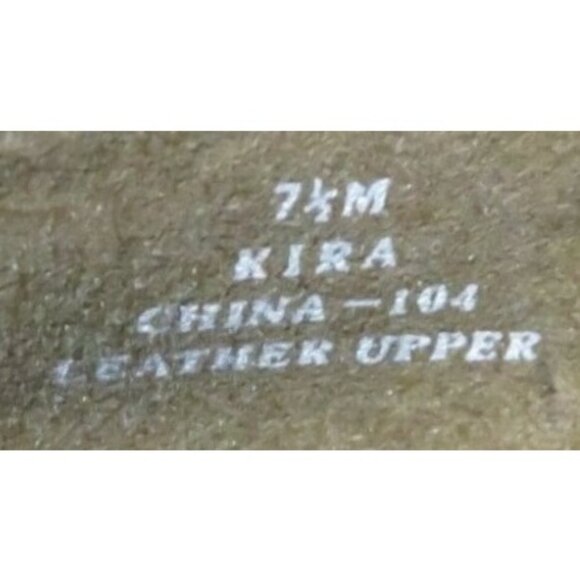 7½M
KIRA
CHINA-104
LEATHER UPPER